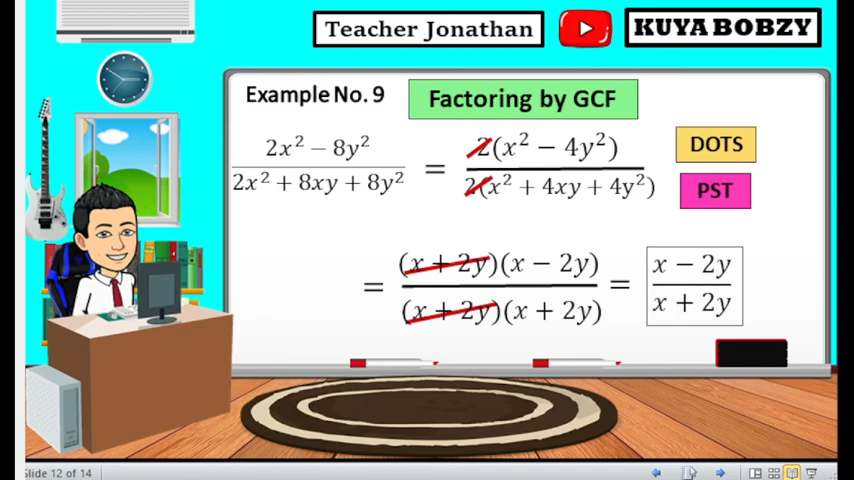 Teacher Jonathan
KUYA BOBZY
Example No. 9
Factoring by GCF
2x² − 8y² / 2x² + 8xy + 8y² = 2(x² − 4y²) / 2(x² + 4xy + 4y²)
DOTS
PST
= (x + 2y)(x − 2y) / (x + 2y)(x + 2y) = x − 2y / x + 2y
Slide 12 of 14